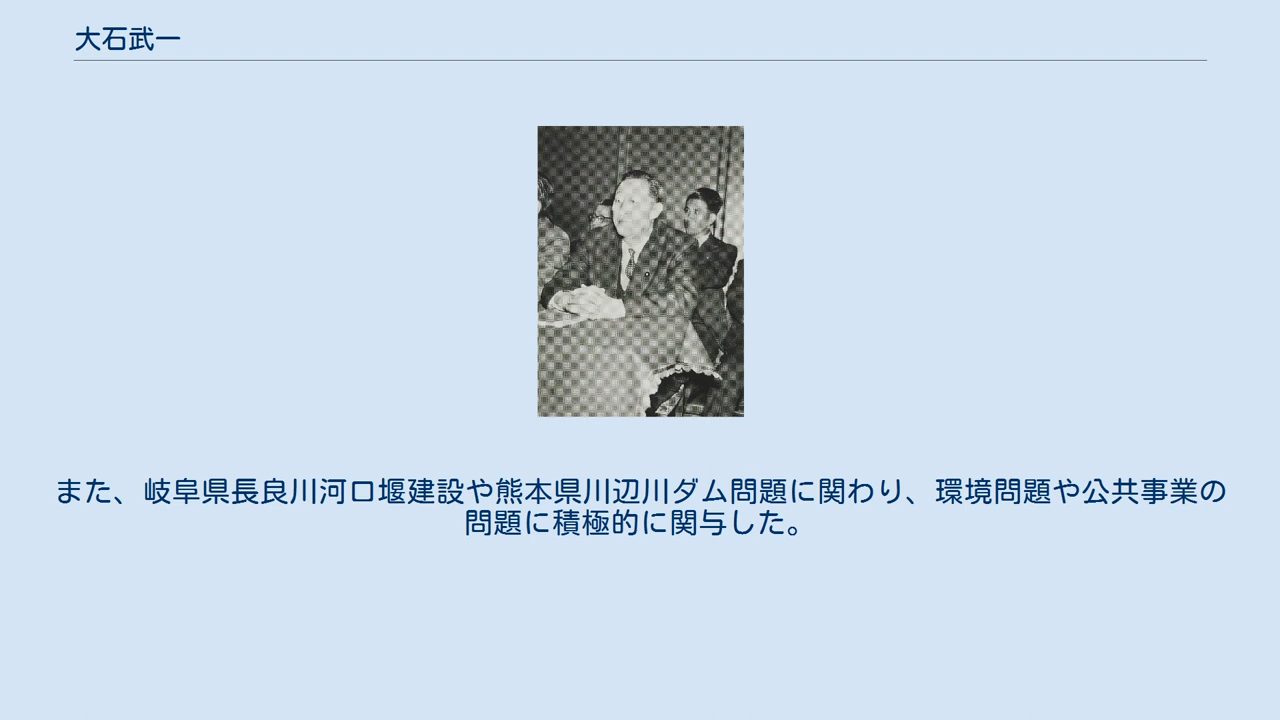 大石武一
また、岐阜県長良川河口堰建設や熊本県川辺川ダム問題に関わり、環境問題や公共事業の
問題に積極的に関与した。